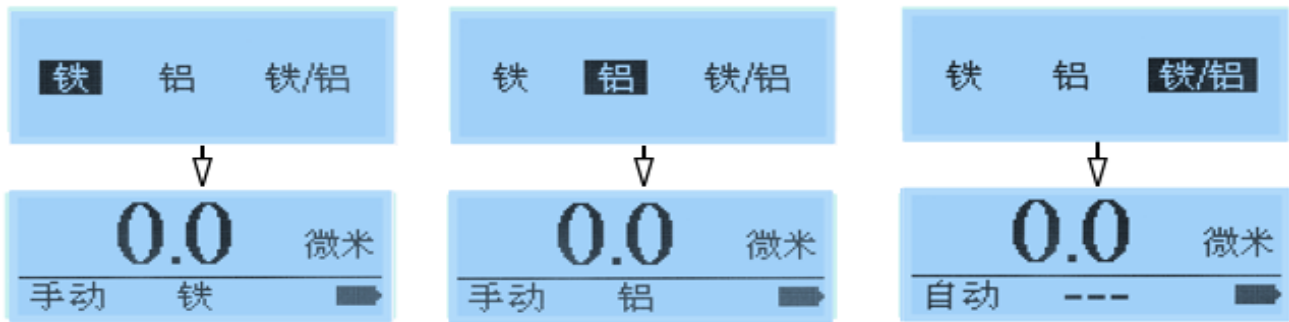 铁 铝 铁/铝
0.0 微米
手动 铁
铁 铝 铁/铝
0.0 微米
手动 铝
铁 铝 铁/铝
0.0 微米
自动 ---